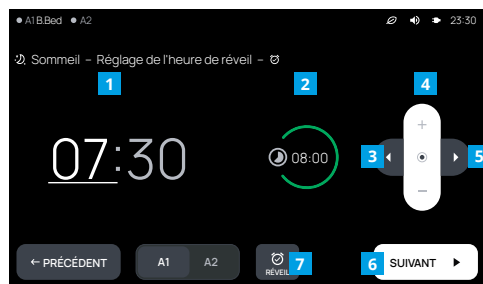 A1 B.Bed A2 23:30
Sommeil – Réglage de l'heure de réveil –
1 2 4
07:30
08:00
+
3 5
−
← PRÉCÉDENT A1 A2 RÉVEIL 7 6 SUIVANT